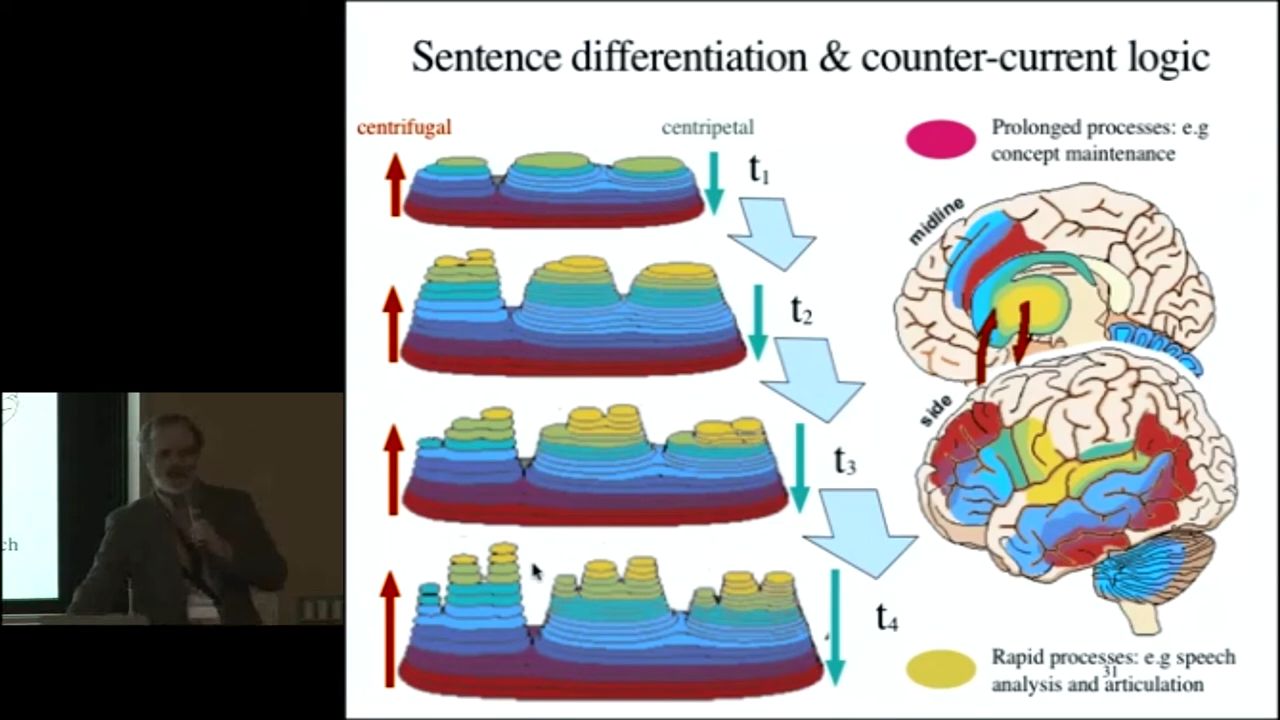 Sentence differentiation & counter-current logic
centrifugal
centripetal
Prolonged processes: e.g
concept maintenance
t1
midline
t2
side
t3
ch
t4
Rapid processes: e.g speech
31
analysis and articulation